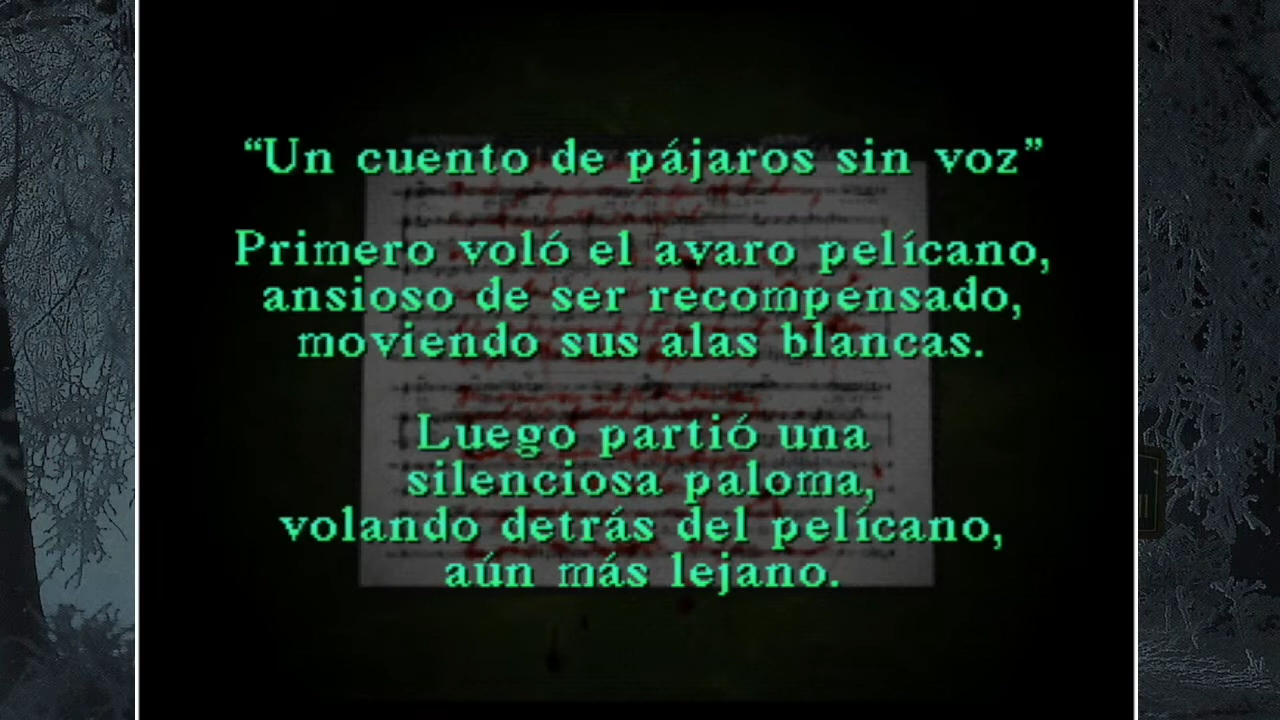 “Un cuento de pájaros sin voz”
Primero voló el avaro pelícano,
ansioso de ser recompensado,
moviendo sus alas blancas.
Luego partió una
silenciosa paloma,
volando detrás del pelícano,
aún más lejano.